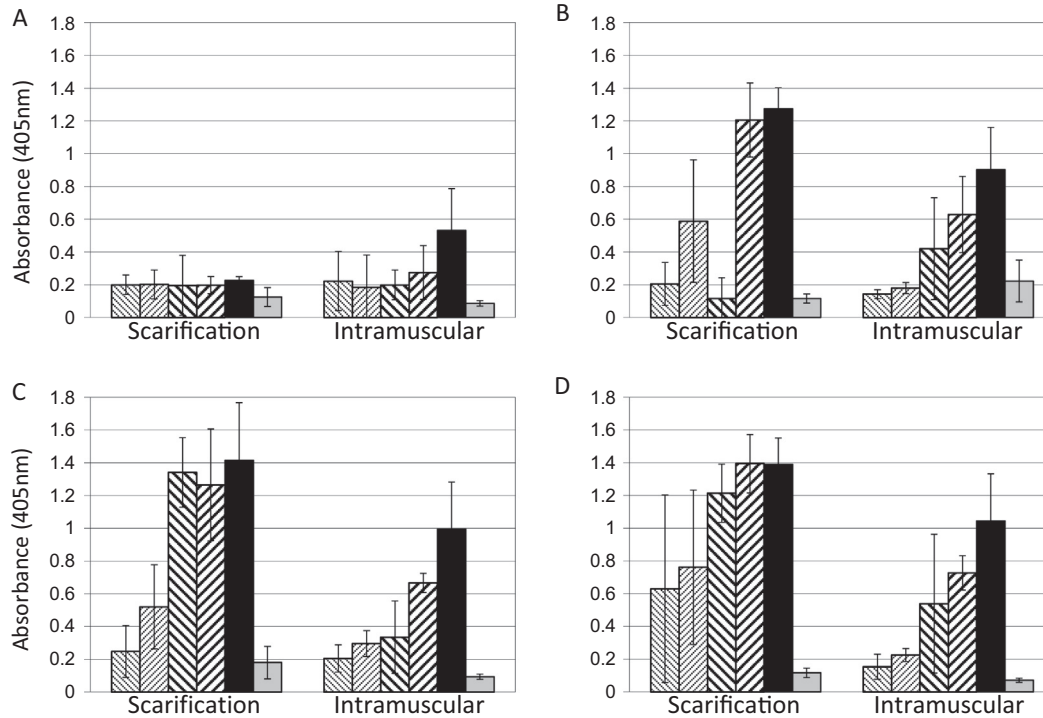 A
1.8
1.6
1.4
1.2
1
0.8
0.6
0.4
0.2
0
Absorbance (405nm)
Scarification
Intramuscular
B
1.8
1.6
1.4
1.2
1
0.8
0.6
0.4
0.2
0
Scarification
Intramuscular
C
1.8
1.6
1.4
1.2
1
0.8
0.6
0.4
0.2
0
Absorbance (405nm)
Scarification
Intramuscular
D
1.8
1.6
1.4
1.2
1
0.8
0.6
0.4
0.2
0
Scarification
Intramuscular